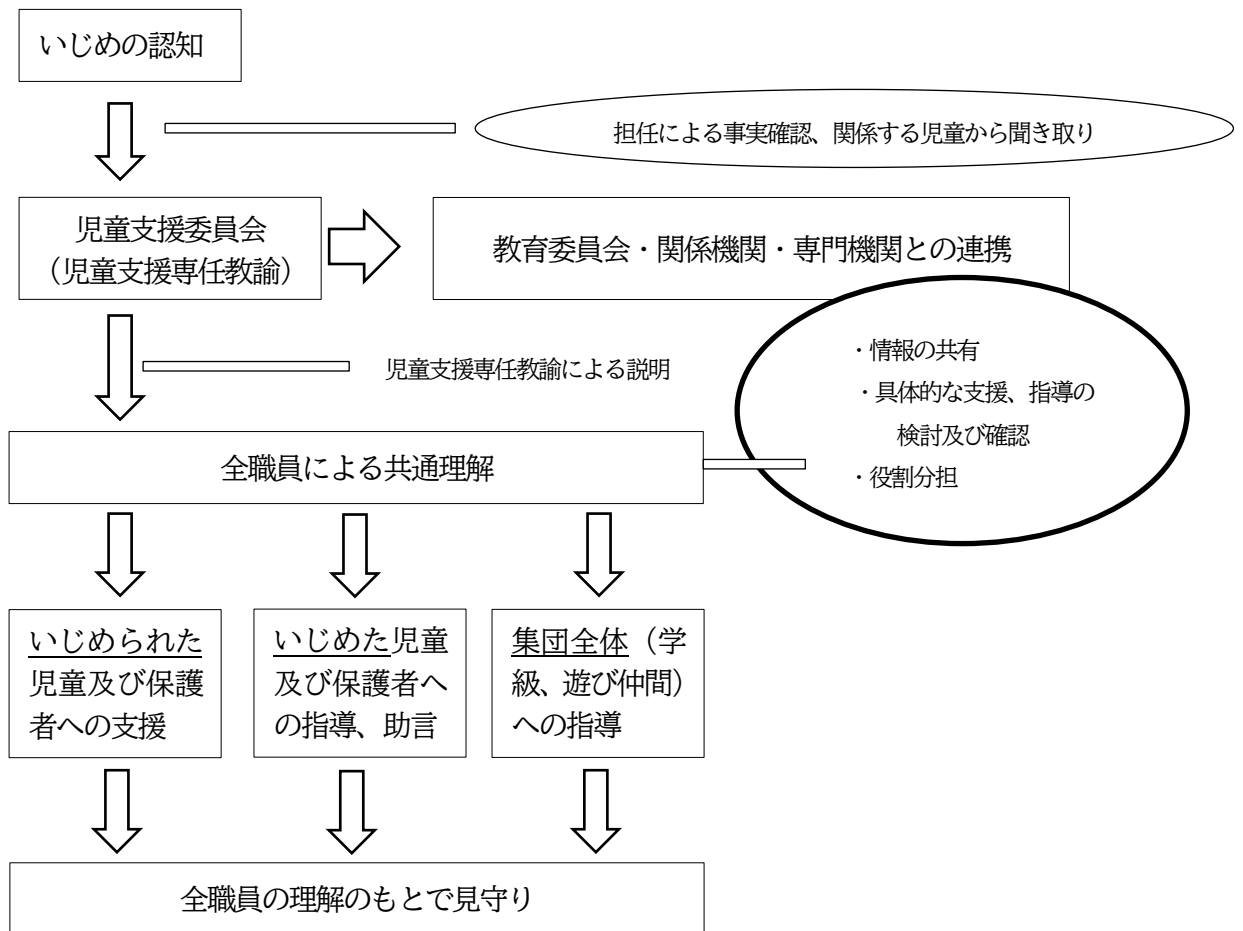 いじめの認知
担任による事実確認、関係する児童から聞き取り
児童支援委員会
（児童支援専任教諭）
教育委員会・関係機関・専門機関との連携
・情報の共有
・具体的な支援、指導の
検討及び確認
・役割分担
児童支援専任教諭による説明
全職員による共通理解
いじめられた
児童及び保護
者への支援
いじめた児童
及び保護者へ
の指導、助言
集団全体（学
級、遊び仲間）
への指導
全職員の理解のもとで見守り